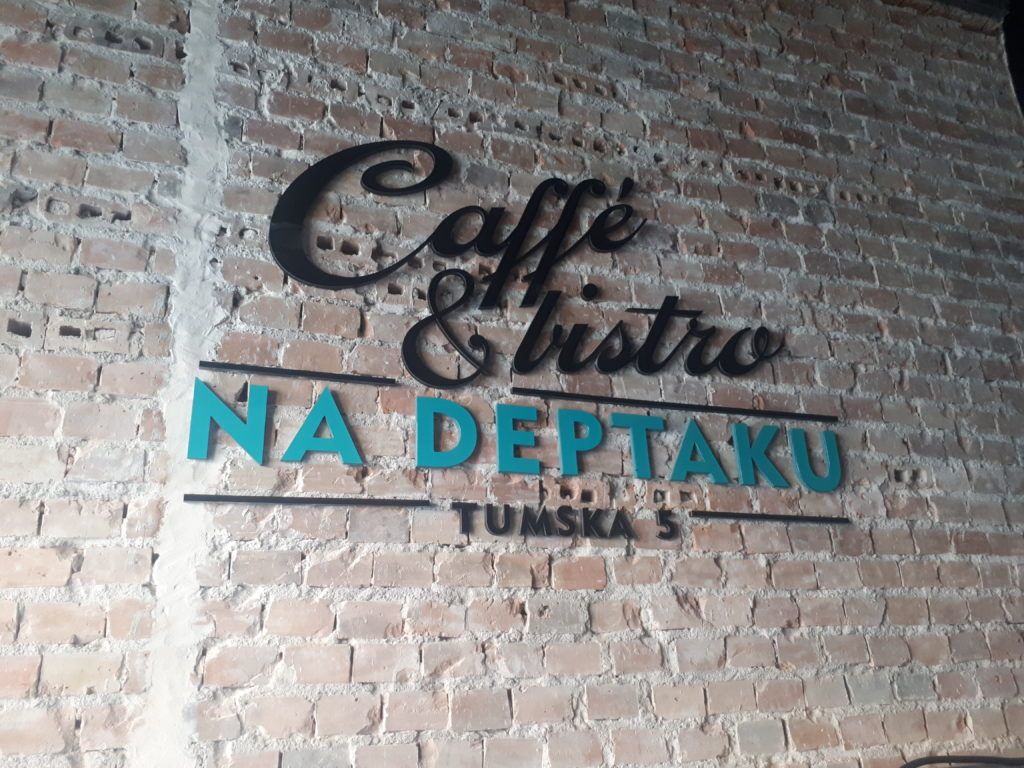 Caffé
& bistro
NA DEPTAKU
TUMSKA 5